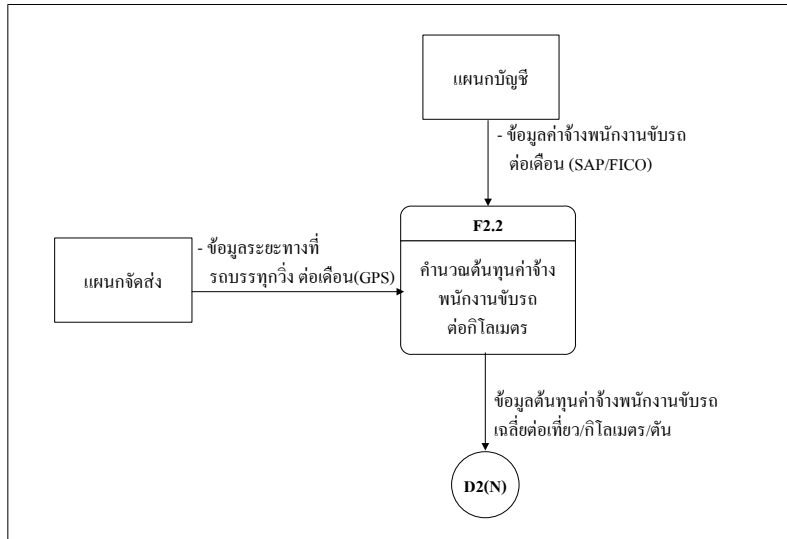 แผนกบัญชี
- ข้อมูลค่าจ้างพนักงานขับรถ
ต่อเดือน (SAP/FICO)
F2.2
แผนกจัดส่ง
- ข้อมูลระยะทางที่
รถบรรทุกวิ่ง ต่อเดือน(GPS)
คำนวณต้นทุนค่าจ้าง
พนักงานขับรถ
ต่อกิโลเมตร
ข้อมูลต้นทุนค่าจ้างพนักงานขับรถ
เฉลี่ยต่อเที่ยว/กิโลเมตร/ตัน
D2(N)